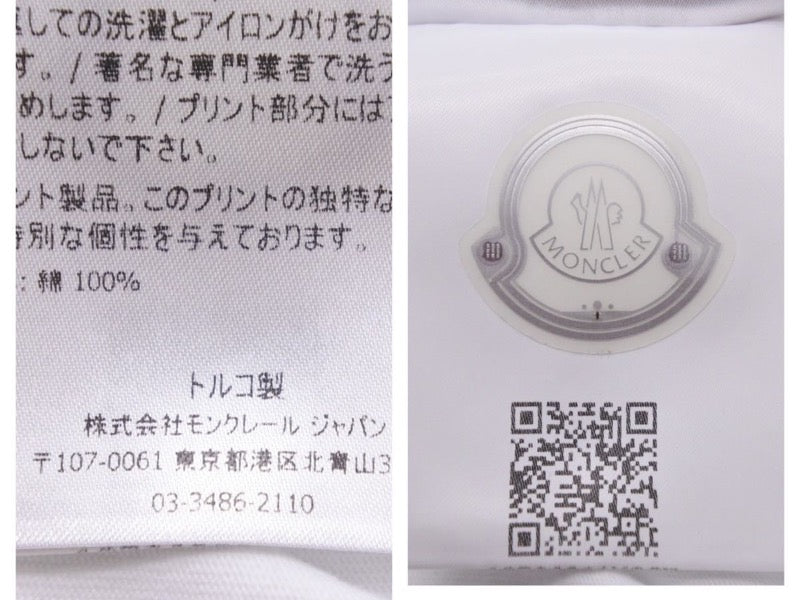 返しての洗濯とアイロンがけをお
す。/ 著名な専門業者で洗う
めします。/ プリント部分には
しないで下さい。
ント製品。このプリントの独特な
特別な個性を与えております。
: 綿 100%
トルコ製
株式会社モンクレール ジャパン
〒107-0061 東京都港区北青山3
03-3486-2110
MONCLER